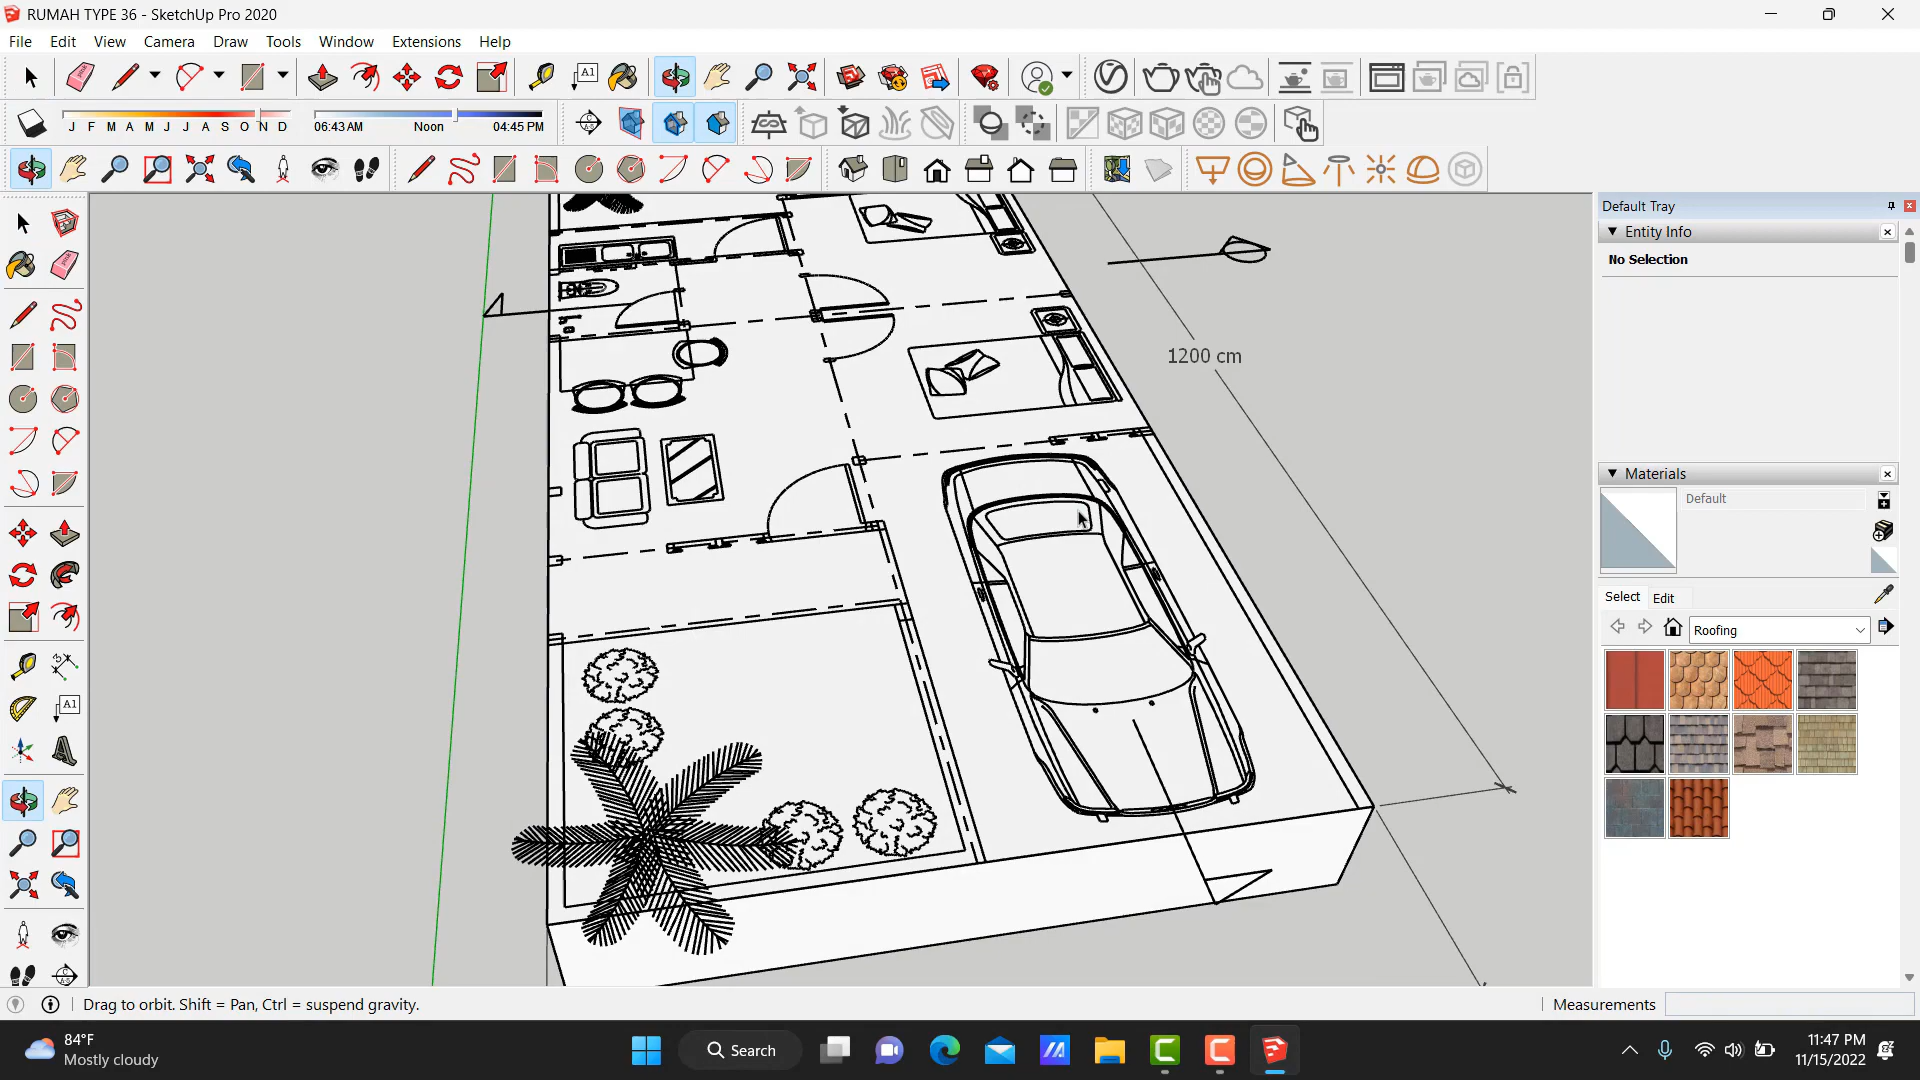 RUMAH TYPE 36 - SketchUp Pro 2020
File Edit View Camera Draw Tools Window Extensions Help
A1
J F M A M J J A S O N D
06:43 AM Noon 04:45 PM
Default Tray
Entity Info
No Selection
1200 cm
Materials
Default
Select Edit
Roofing
A1
Drag to orbit. Shift = Pan, Ctrl = suspend gravity.
Measurements
84°F
Mostly cloudy
Search
11:47 PM
11/15/2022